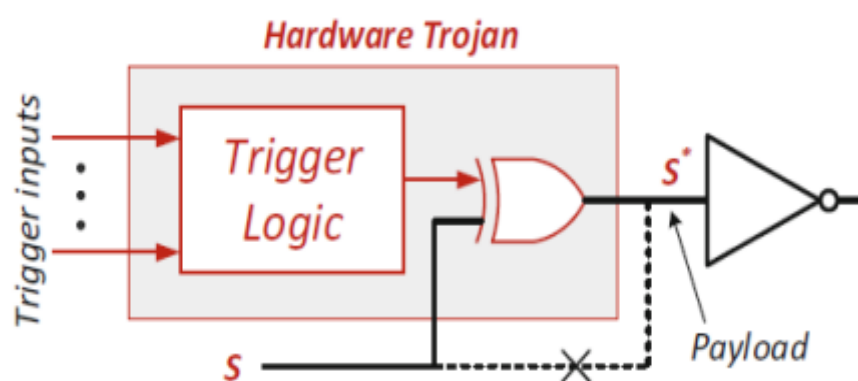 Hardware Trojan
Trigger inputs
Trigger
Logic
S*
S
Payload